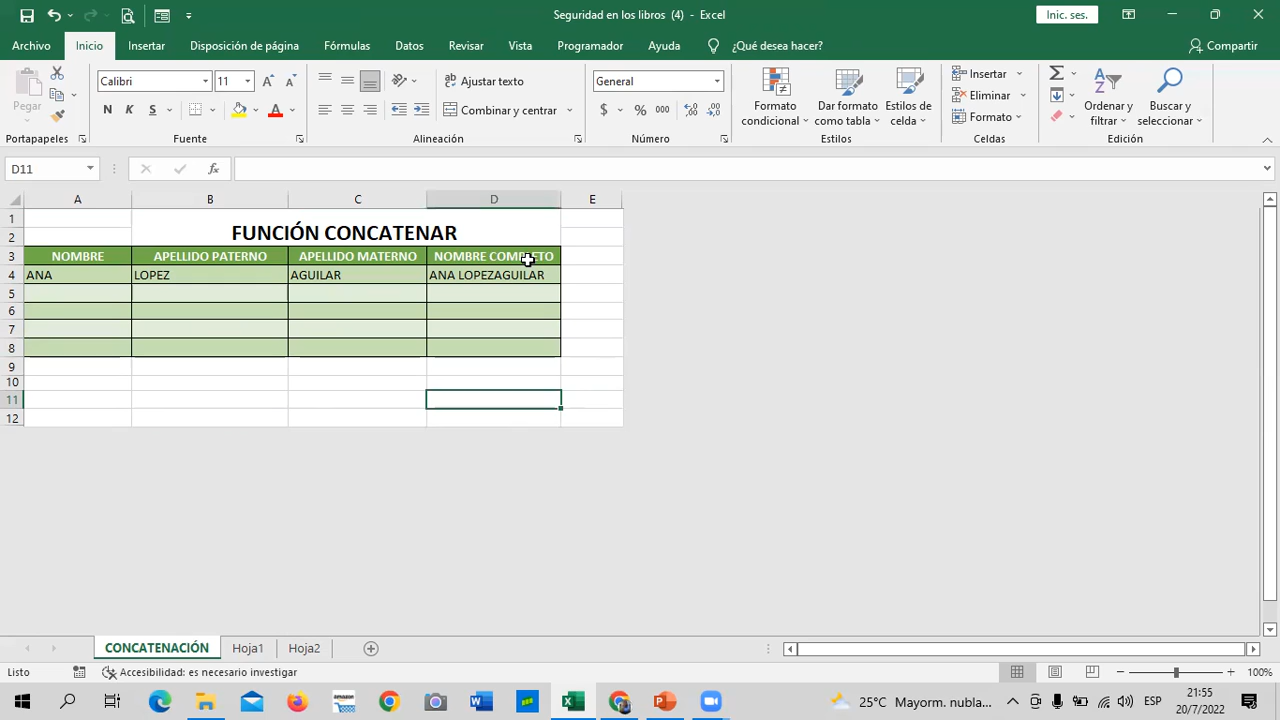 Seguridad en los libros (4) - Excel
Inic. ses.
Archivo Inicio Insertar Disposición de página Fórmulas Datos Revisar Vista Programador Ayuda ¿Qué desea hacer? Compartir
Pegar
Calibri 11
N K S
Ajustar texto
Combinar y centrar
General
$ % 000
Formato condicional
Dar formato como tabla
Estilos de celda
Insertar
Eliminar
Formato
Ordenar y filtrar
Buscar y seleccionar
Portapapeles Fuente Alineación Número Estilos Celdas Edición
D11 fx
A B C D E
1
2 FUNCIÓN CONCATENAR
3 NOMBRE APELLIDO PATERNO APELLIDO MATERNO NOMBRE
4 ANA LOPEZ AGUILAR ANA LOPEZAGUILAR
5
6
7
8
9
10
11
12
CONCATENACIÓN Hoja1 Hoja2
Listo Accesibilidad: es necesario investigar 100%
25°C Mayorm. nubla... ESP 21:55
20/7/2022